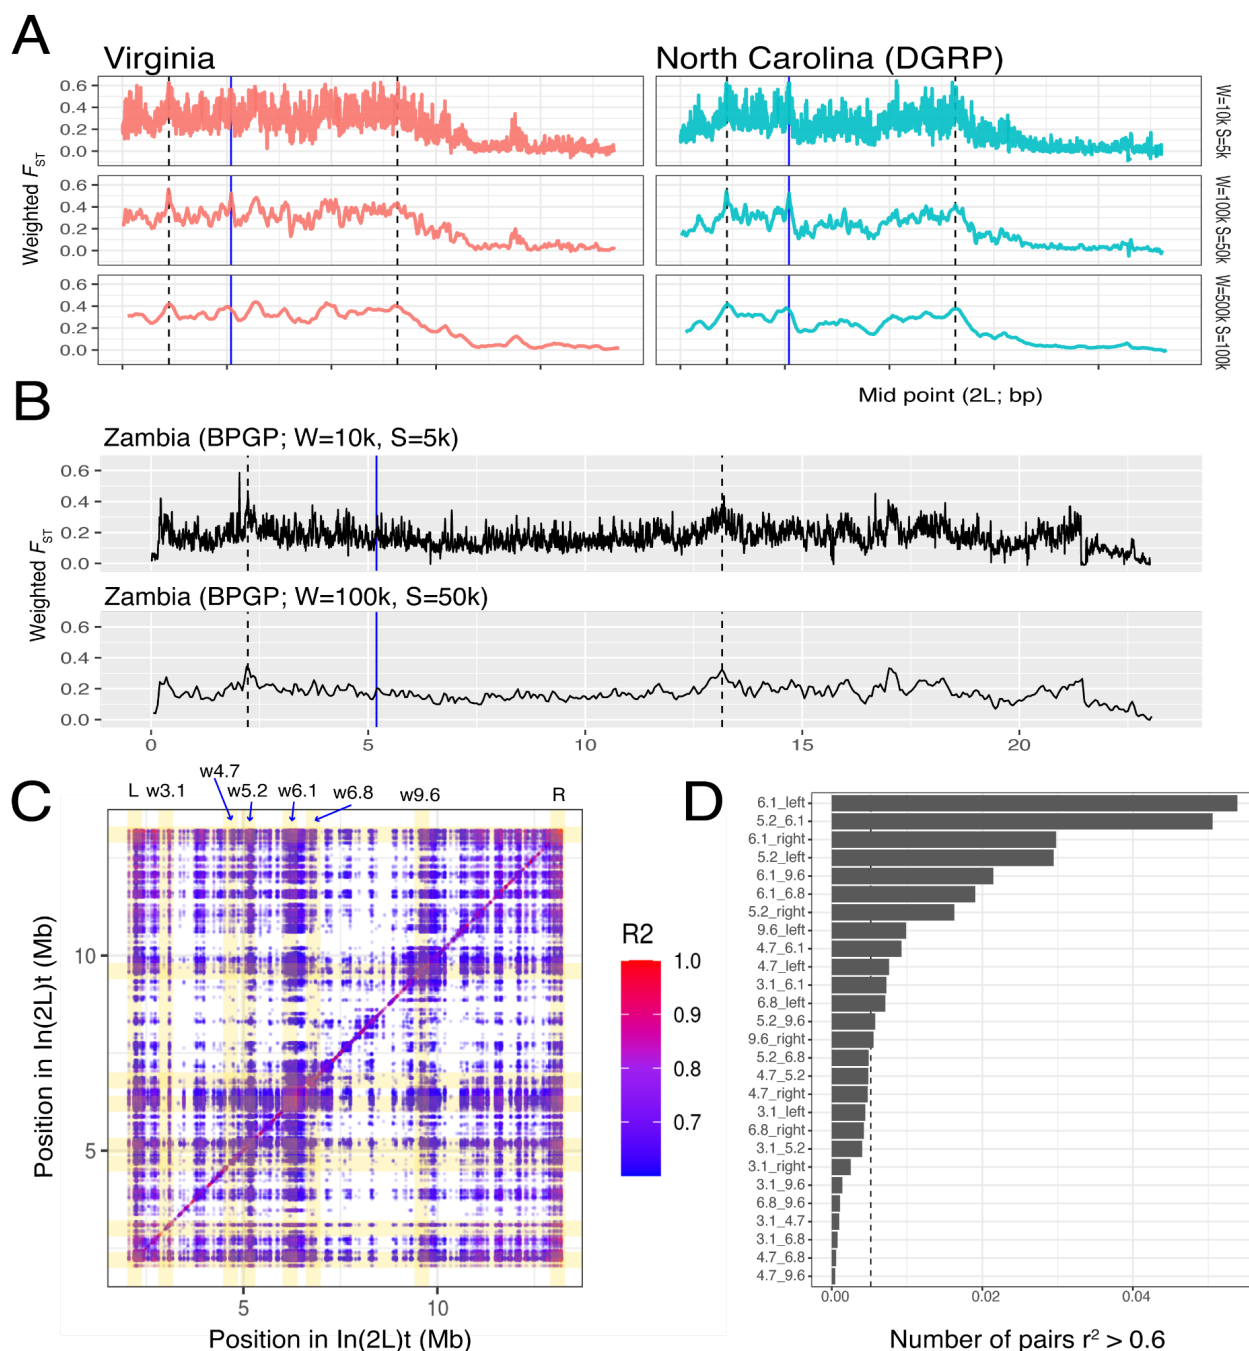 A
Virginia
North Carolina (DGRP)
0.6
0.4
0.2
0.0
W=10k S=5k
0.6
0.4
0.2
0.0
W=100k S=50k
0.6
0.4
0.2
0.0
W=500k S=100k
Weighted FST
Mid point (2L; bp)
B
Zambia (BPGP; W=10k, S=5k)
0.6
0.4
0.2
0.0
Zambia (BPGP; W=100k, S=50k)
0.6
0.4
0.2
0.0
Weighted FST
0 5 10 15 20
C
w4.7
L w3.1 w5.2 w6.1 w6.8 w9.6 R
Position in In(2L)t (Mb)
10
5
5 10
Position in In(2L)t (Mb)
R2
1.0
0.9
0.8
0.7
D
6.1_left
5.2_6.1
6.1_right
5.2_left
6.1_9.6
6.1_6.8
5.2_right
9.6_left
4.7_6.1
4.7_left
3.1_6.1
6.8_left
5.2_9.6
9.6_right
5.2_6.8
4.7_5.2
4.7_right
3.1_left
6.8_right
3.1_5.2
3.1_right
3.1_9.6
6.8_9.6
3.1_4.7
3.1_6.8
4.7_6.8
4.7_9.6
0.00 0.02 0.04
Number of pairs r² > 0.6